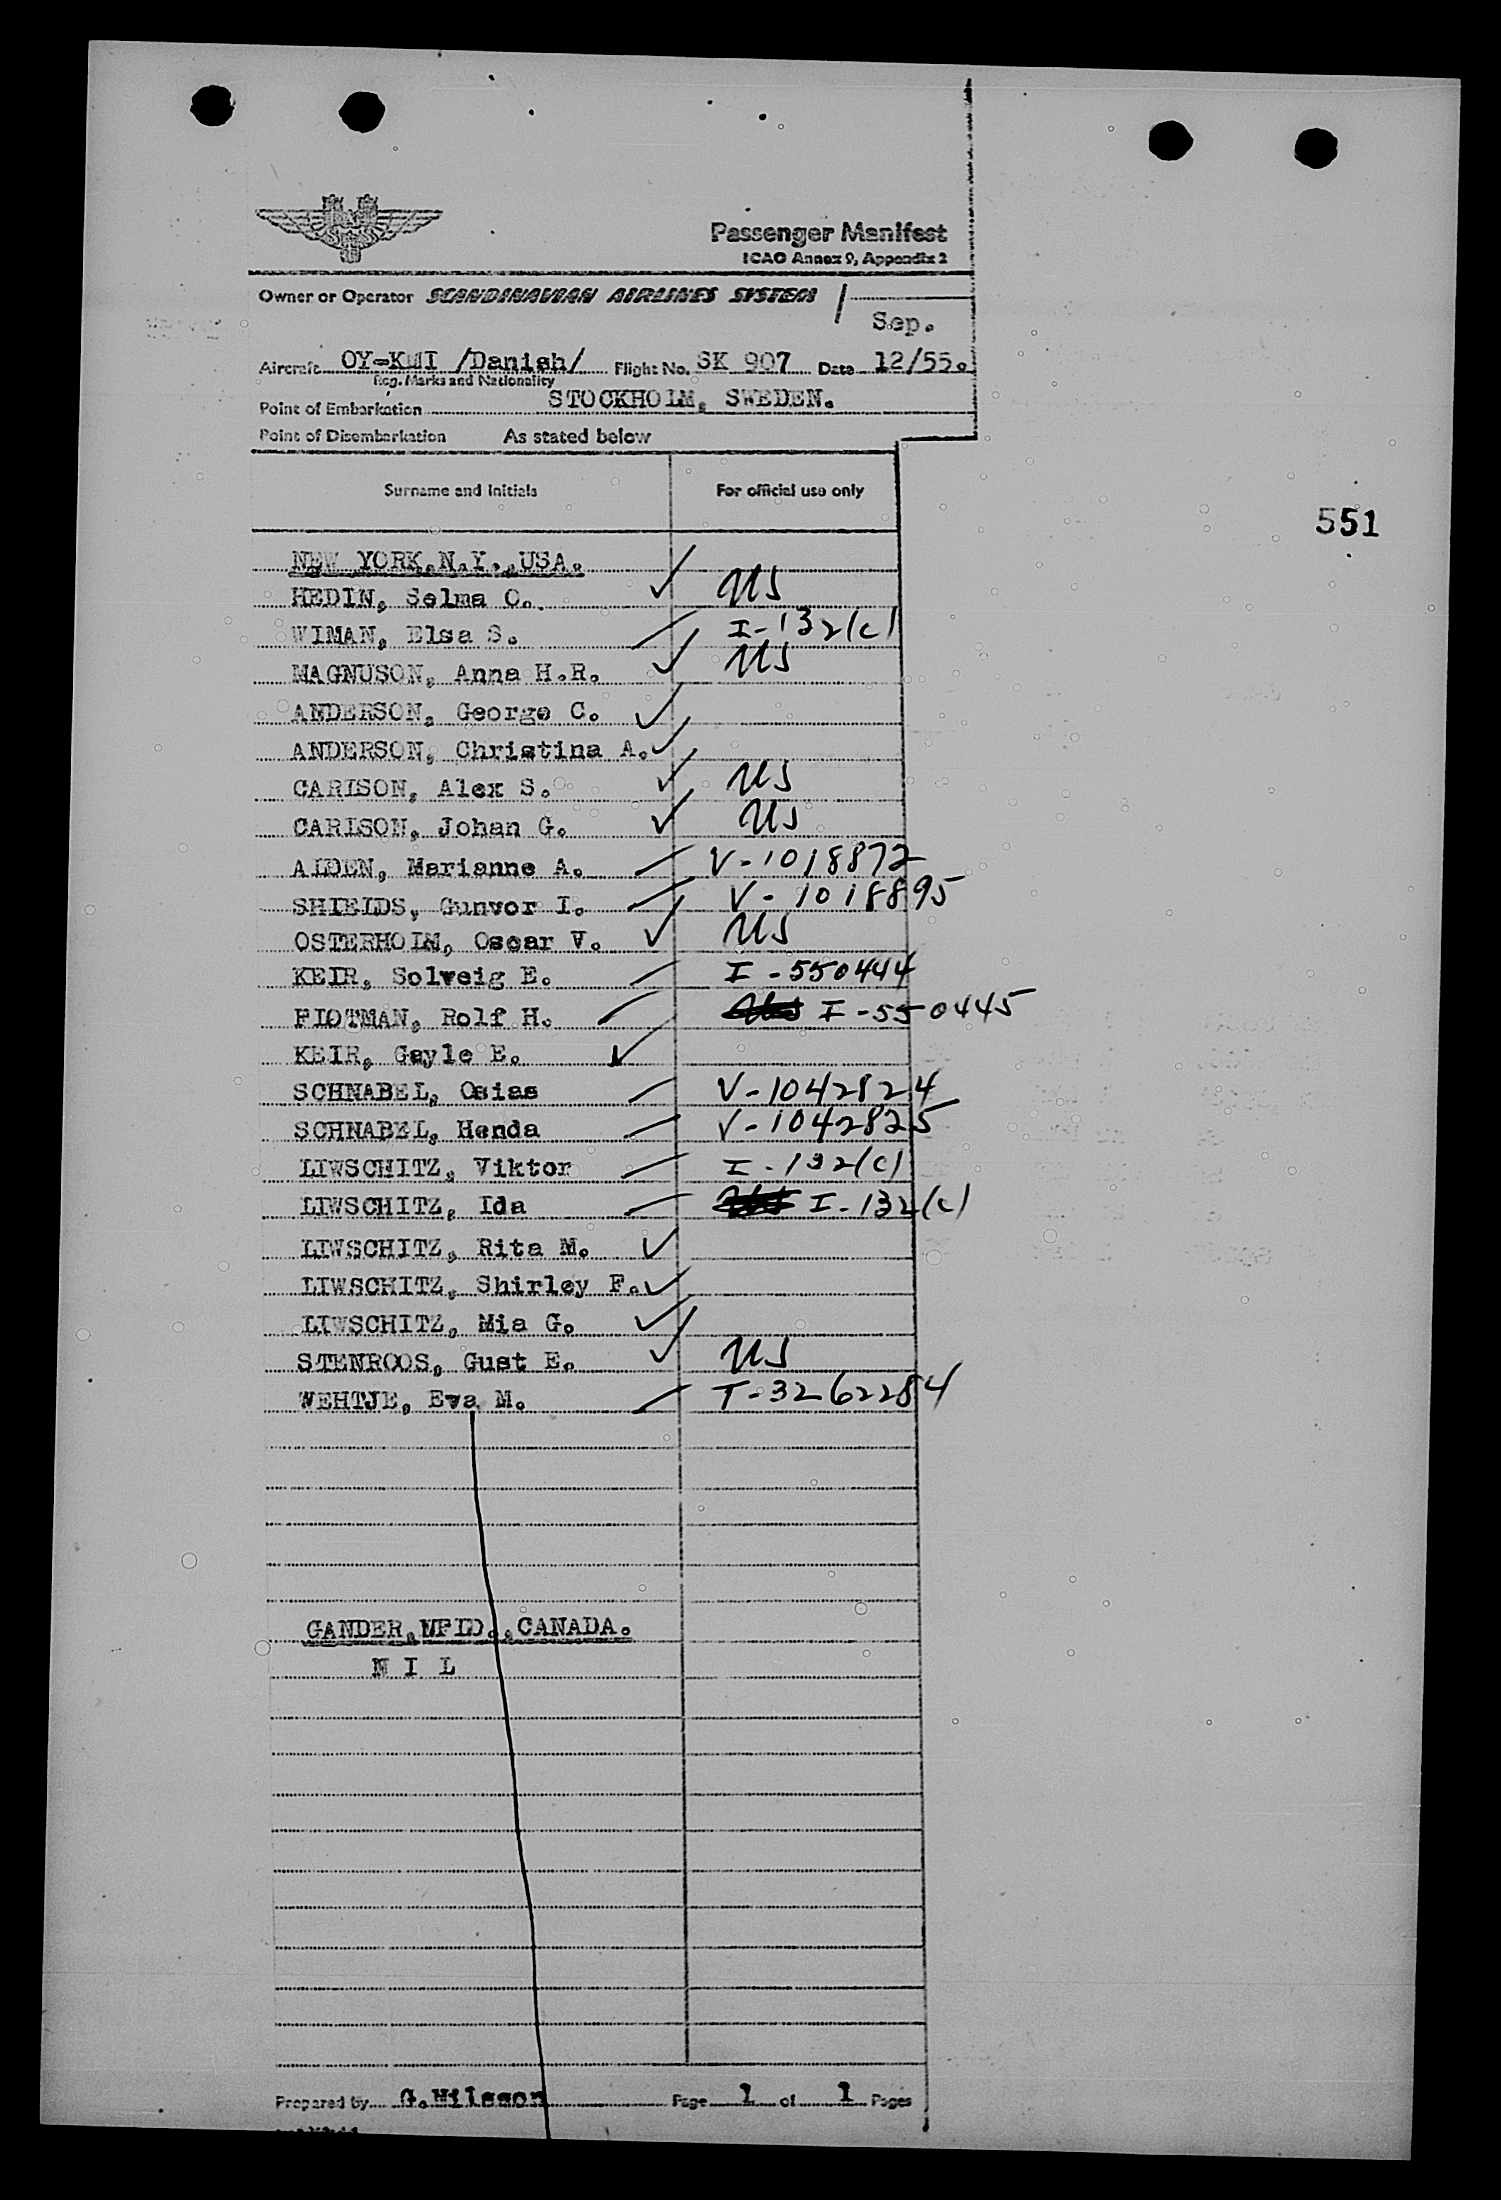 Passenger Manifest
ICAO Annex 9, Appendix 2
Owner or Operator SCANDINAVIAN AIRLINES SYSTEM
Sep.
Aircraft OY-KMI /Danish/ Flight No. SK 907 Date 12/55.
Reg. Marks and Nationality
Point of Embarkation STOCKHOLM, SWEDEN.
Point of Disembarkation As stated below
Surname and Initials For official use only
551
NEW YORK,N.Y.,USA.
HEDIN, Selma C. ✓ US
WIMAN, Elsa S. I-132(c)
MAGNUSON, Anna H.R. ✓ US
ANDERSON, George C. ✓
ANDERSON, Christina A. ✓
CARLSON, Alex S. ✓ US
CARLSON, Johan G. ✓ US
ALDEN, Marianne A. V-1018872
SHIELDS, Gunvor I. V-1018895
OSTERHOLM, Oscar V. ✓ US
KEIR, Solveig E. I-550444
FLOTMAN, Rolf H. I-550445
KEIR, Gayle E. ✓
SCHNABEL, Osias V-1042824
SCHNABEL, Henda V-1042825
LIWSCHITZ, Viktor I-132(c)
LIWSCHITZ, Ida I-132(c)
LIWSCHITZ, Rita M. ✓
LIWSCHITZ, Shirley F. ✓
LIWSCHITZ, Mia G. ✓
STENROOS, Gust E. ✓ US
WEHTJE, Eva M. T-3262284
GANDER,NFLD.,CANADA.
N I L
Prepared by G.Nilsson Page 1 of 1 Pages